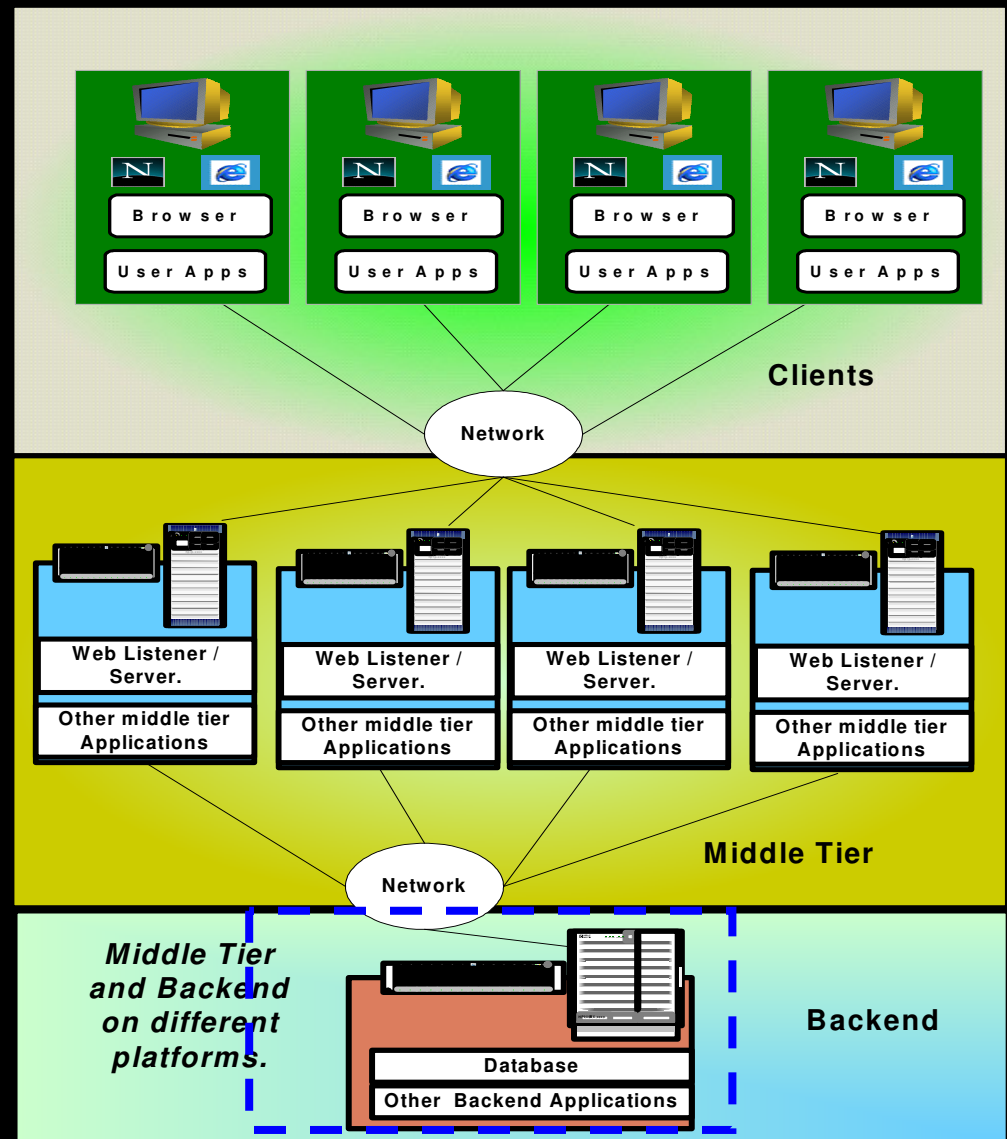 N
N
N
N
Browser
Browser
Browser
Browser
User Apps
User Apps
User Apps
User Apps
Clients
Network
Web Listener /
Server.
Other middle tier
Applications
Web Listener /
Server.
Other middle tier
Applications
Web Listener /
Server.
Other middle tier
Applications
Web Listener /
Server.
Other middle tier
Applications
Middle Tier
Network
Middle Tier
and Backend
on different
platforms.
Database
Other Backend Applications
Backend